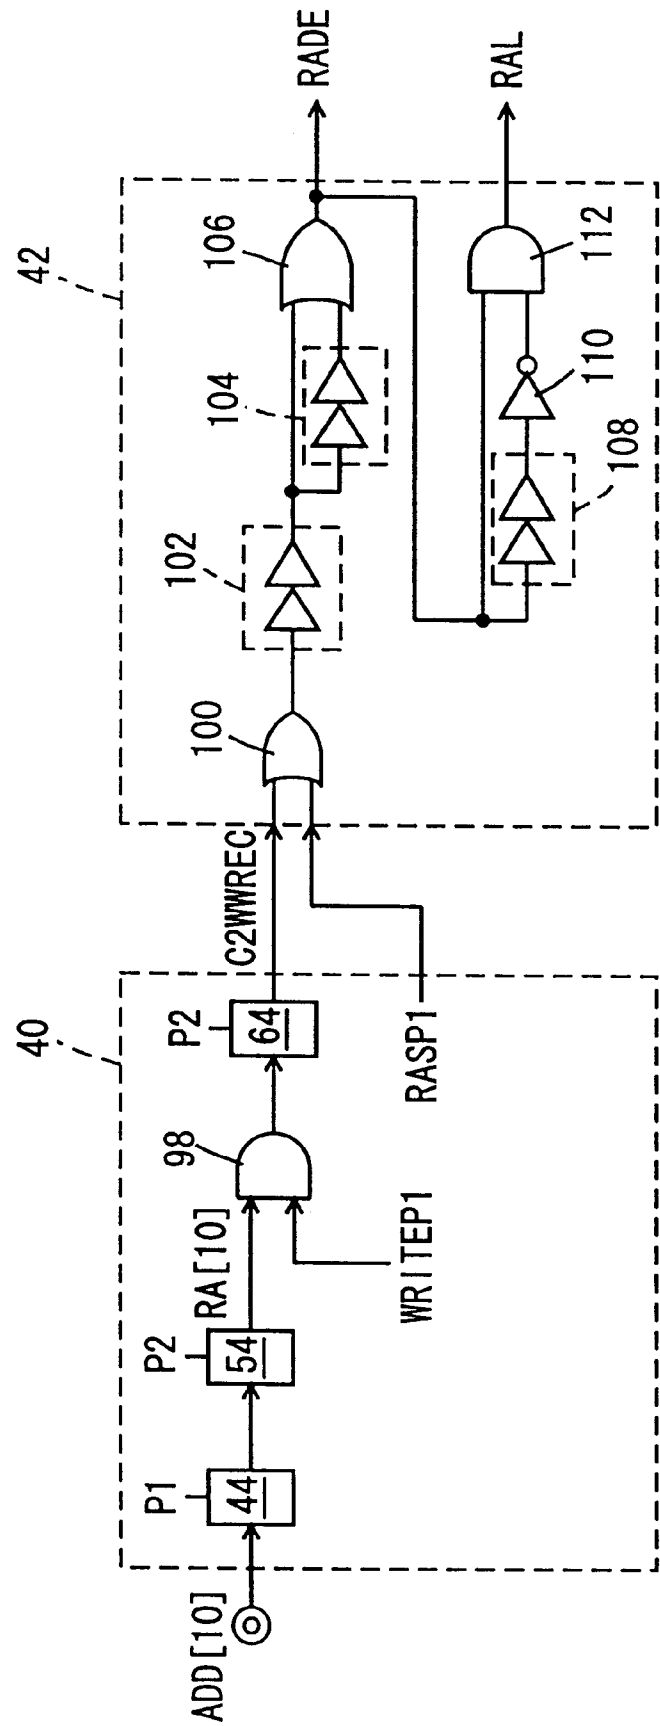 40
42
ADD[10]
P1
44
P2
54
RA[10]
98
WRITEP1
P2
64
C2WWREC
RASP1
100
102
104
106
RADE
108
110
112
RAL